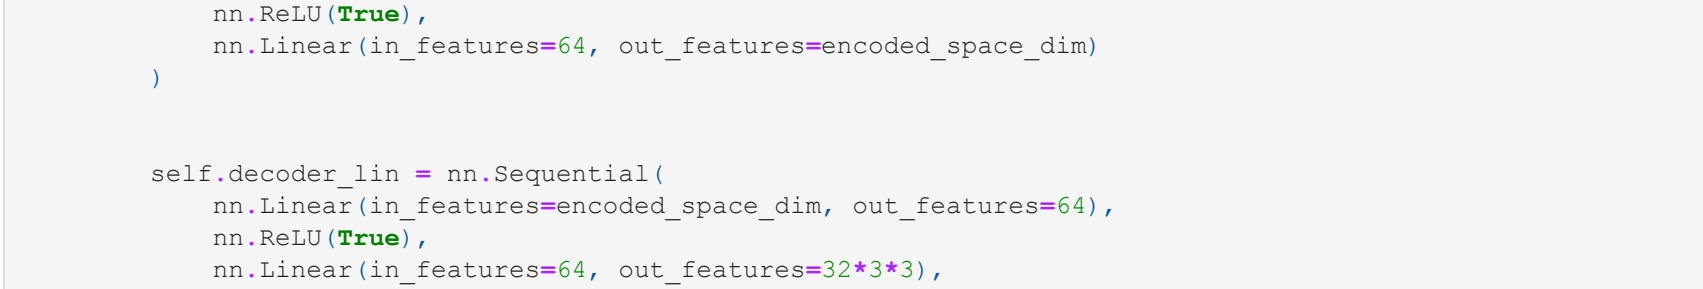 nn.ReLU(True),
nn.Linear(in_features=64, out_features=encoded_space_dim)
)
self.decoder_lin = nn.Sequential(
nn.Linear(in_features=encoded_space_dim, out_features=64),
nn.ReLU(True),
nn.Linear(in_features=64, out_features=32*3*3),